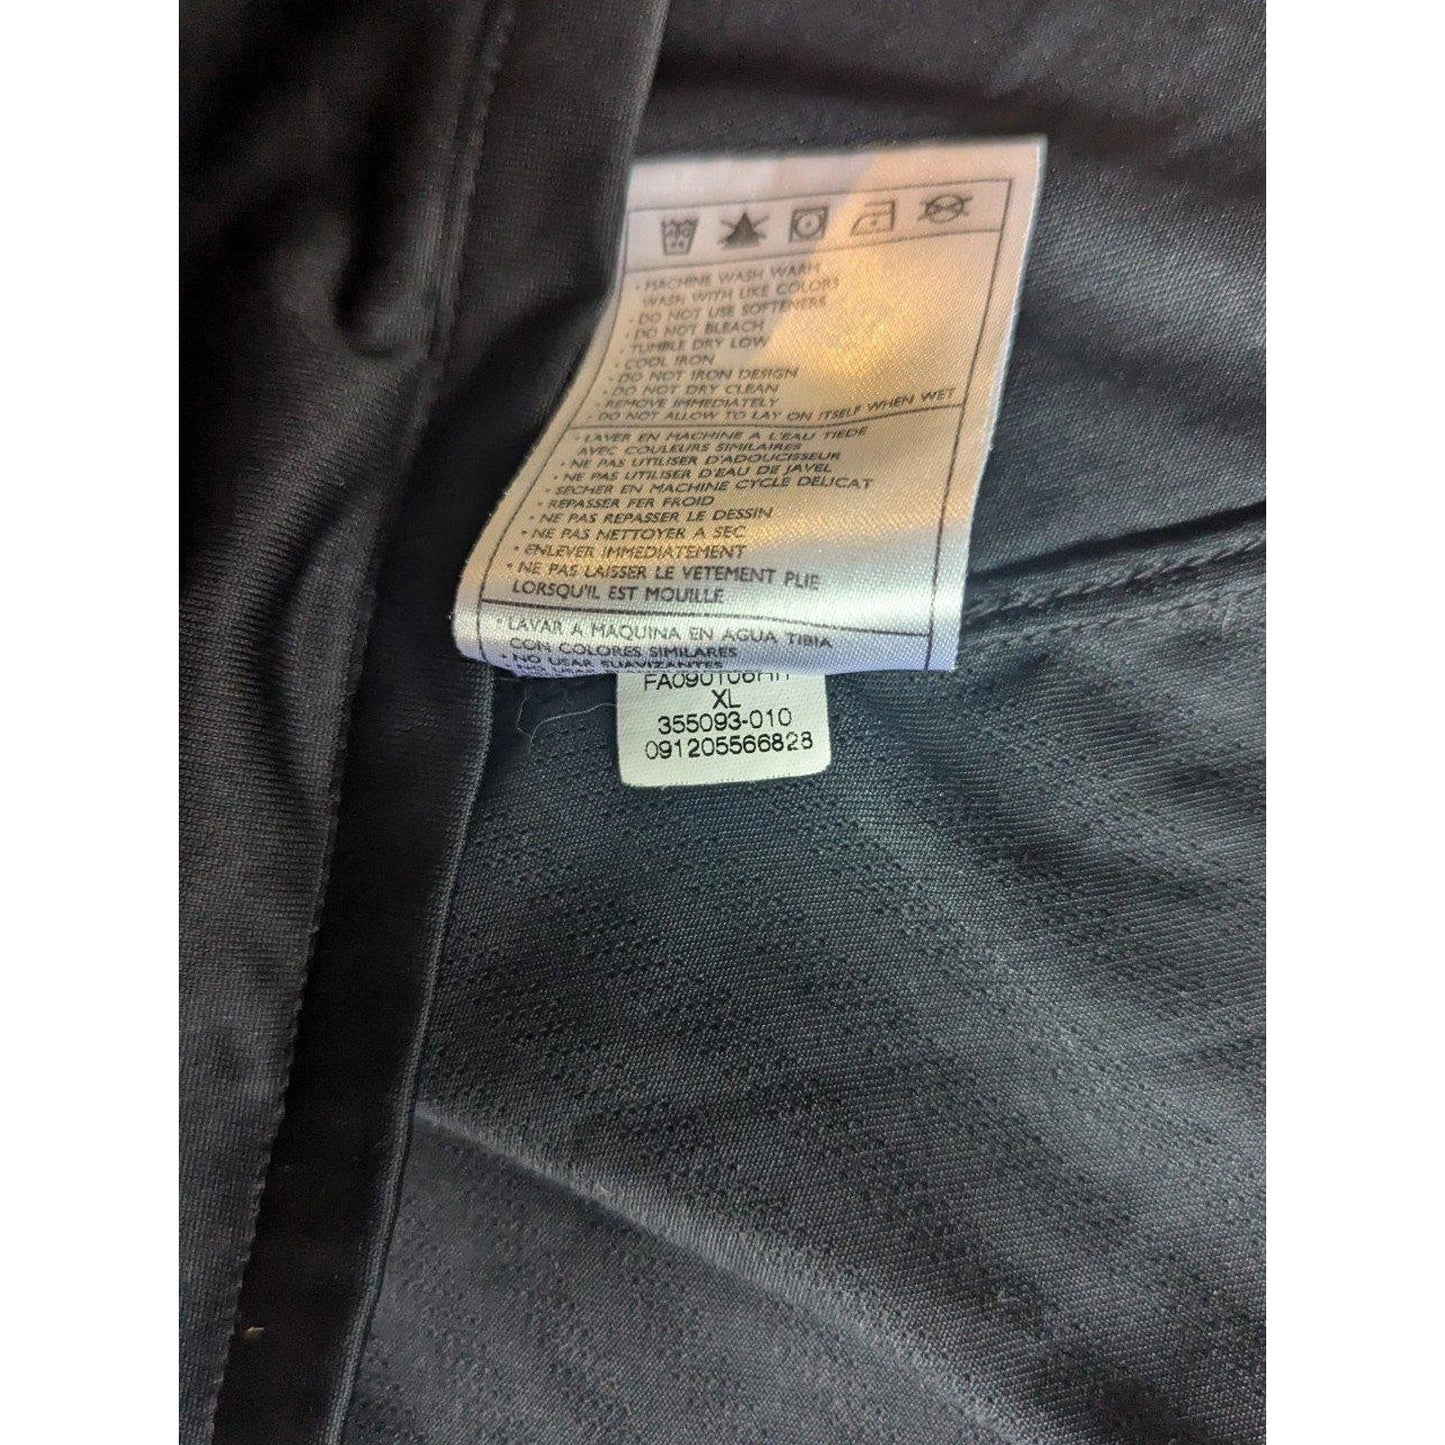 • MACHINE WASH WARM
WASH WITH LIKE COLORS
• DO NOT USE SOFTENERS
• DO NOT BLEACH
• TUMBLE DRY LOW
• COOL IRON
• DO NOT IRON DESIGN
• DO NOT DRY CLEAN
• REMOVE IMMEDIATELY
• DO NOT ALLOW TO LAY ON ITSELF WHEN WET
• LAVER EN MACHINE A L'EAU TIEDE
AVEC COULEURS SIMILAIRES
• NE PAS UTILISER D'ADOUCISSEUR
• NE PAS UTILISER D'EAU DE JAVEL
• SECHER EN MACHINE CYCLE DELICAT
• REPASSER FER FROID
• NE PAS REPASSER LE DESSIN
• NE PAS NETTOYER A SEC
• ENLEVER IMMEDIATEMENT
• NE PAS LAISSER LE VETEMENT PLIE
LORSQU'IL EST MOUILLE
• LAVAR A MAQUINA EN AGUA TIBIA
CON COLORES SIMILARES
• NO USAR SUAVIZANTES
XL
355093-010
091205566828